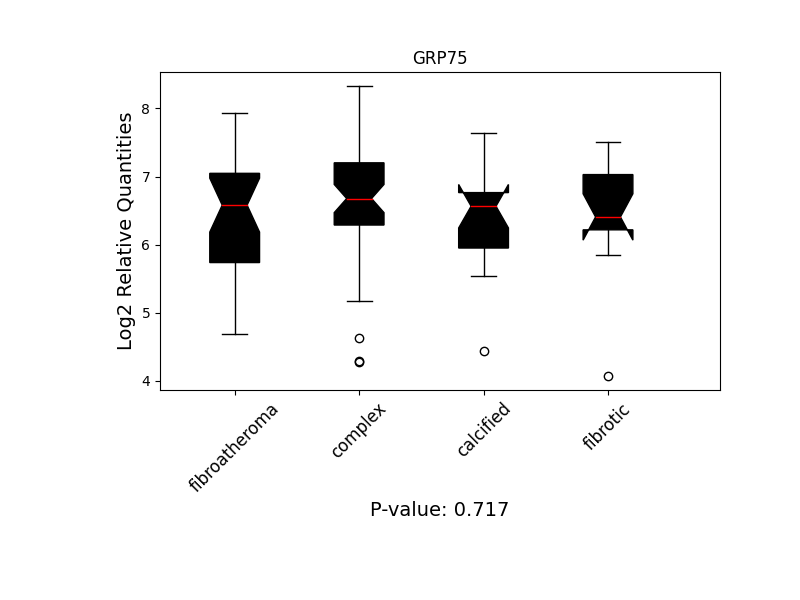 GRP75
Log2 Relative Quantities
8
7
6
5
4
fibroatheroma
complex
calcified
fibrotic
P-value: 0.717